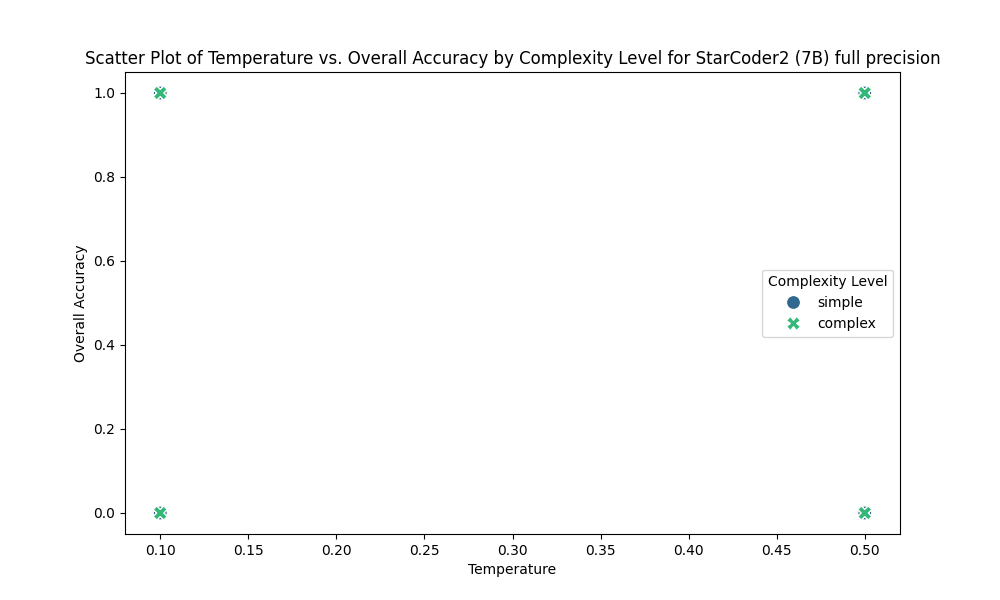 Scatter Plot of Temperature vs. Overall Accuracy by Complexity Level for StarCoder2 (7B) full precision
1.0
0.8
0.6
0.4
0.2
0.0
Overall Accuracy
Complexity Level
simple
complex
0.10 0.15 0.20 0.25 0.30 0.35 0.40 0.45 0.50
Temperature